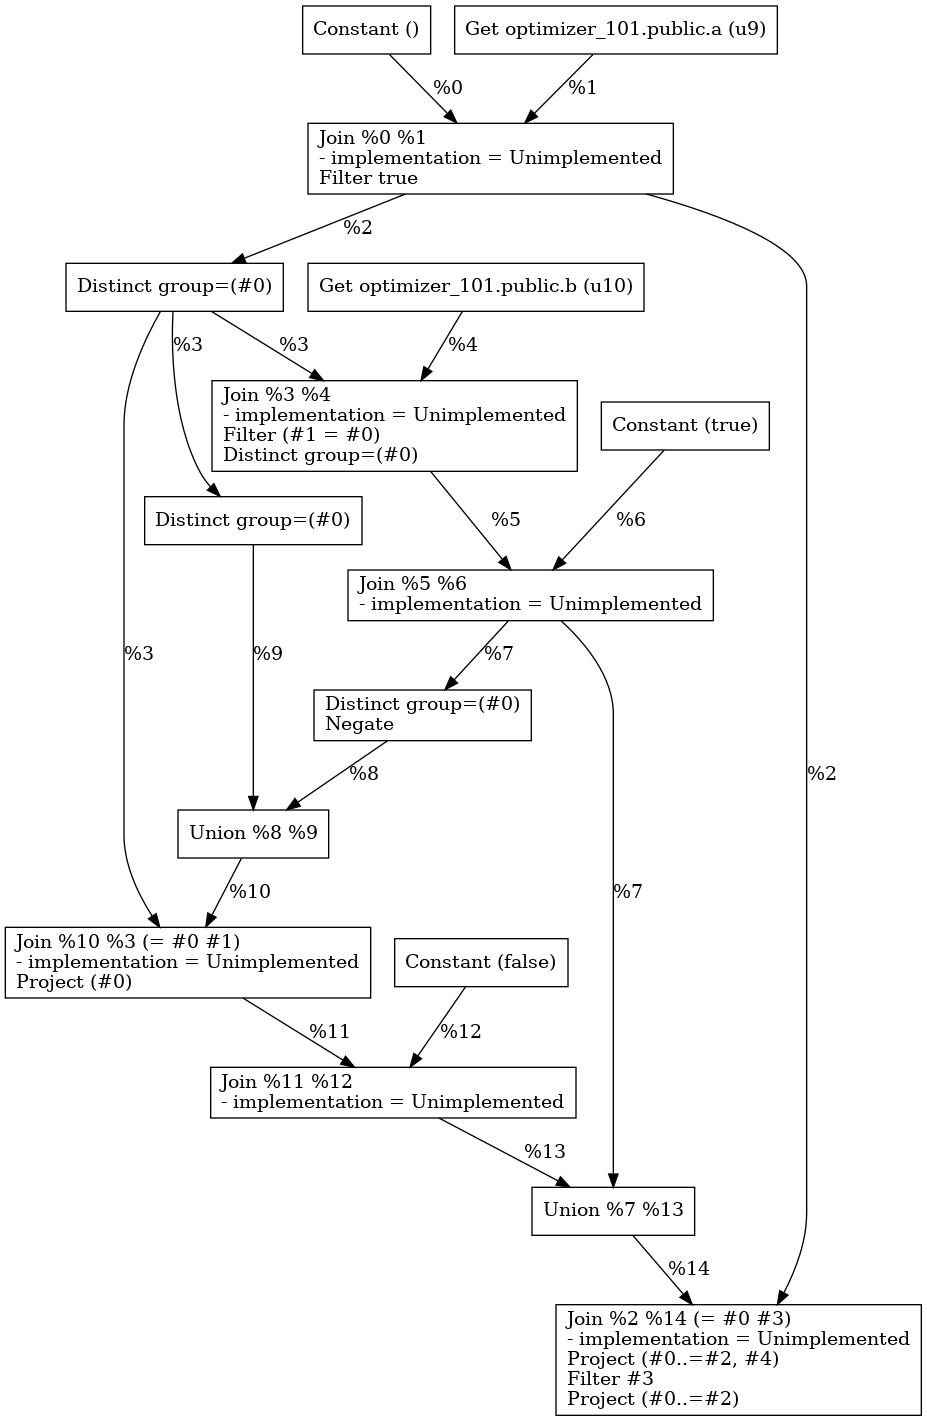 Constant ()
Get optimizer_101.public.a (u9)
%0
%1
Join %0 %1
- implementation = Unimplemented
Filter true
%2
Distinct group=(#0)
Get optimizer_101.public.b (u10)
%3
%3
%4
Join %3 %4
- implementation = Unimplemented
Filter (#1 = #0)
Distinct group=(#0)
Constant (true)
Distinct group=(#0)
%5
%6
Join %5 %6
- implementation = Unimplemented
%3
%9
%7
Distinct group=(#0)
Negate
%8
%2
Union %8 %9
%10
%7
Join %10 %3 (= #0 #1)
- implementation = Unimplemented
Project (#0)
Constant (false)
%11
%12
Join %11 %12
- implementation = Unimplemented
%13
Union %7 %13
%14
Join %2 %14 (= #0 #3)
- implementation = Unimplemented
Project (#0..=#2, #4)
Filter #3
Project (#0..=#2)